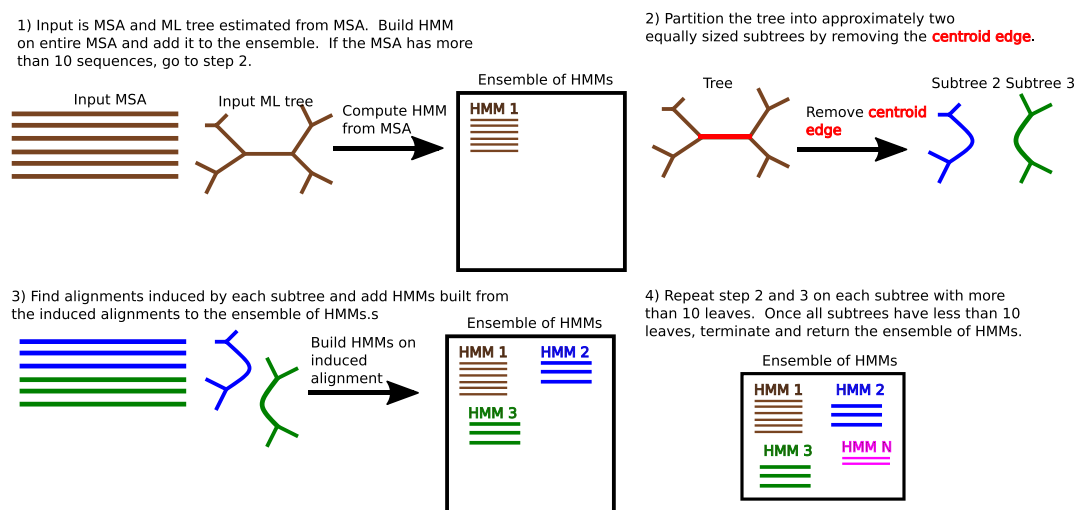 1) Input is MSA and ML tree estimated from MSA.  Build HMM
on entire MSA and add it to the ensemble.  If the MSA has more
than 10 sequences, go to step 2.
Input MSA
Input ML tree
Compute HMM
from MSA
Ensemble of HMMs
HMM 1
2) Partition the tree into approximately two
equally sized subtrees by removing the centroid edge.
Tree
Remove centroid
edge
Subtree 2 Subtree 3
3) Find alignments induced by each subtree and add HMMs built from
the induced alignments to the ensemble of HMMs.s
Build HMMs on
induced
alignment
Ensemble of HMMs
HMM 1 HMM 2
HMM 3
4) Repeat step 2 and 3 on each subtree with more
than 10 leaves.  Once all subtrees have less than 10
leaves, terminate and return the ensemble of HMMs.
Ensemble of HMMs
HMM 1 HMM 2
HMM 3 HMM N